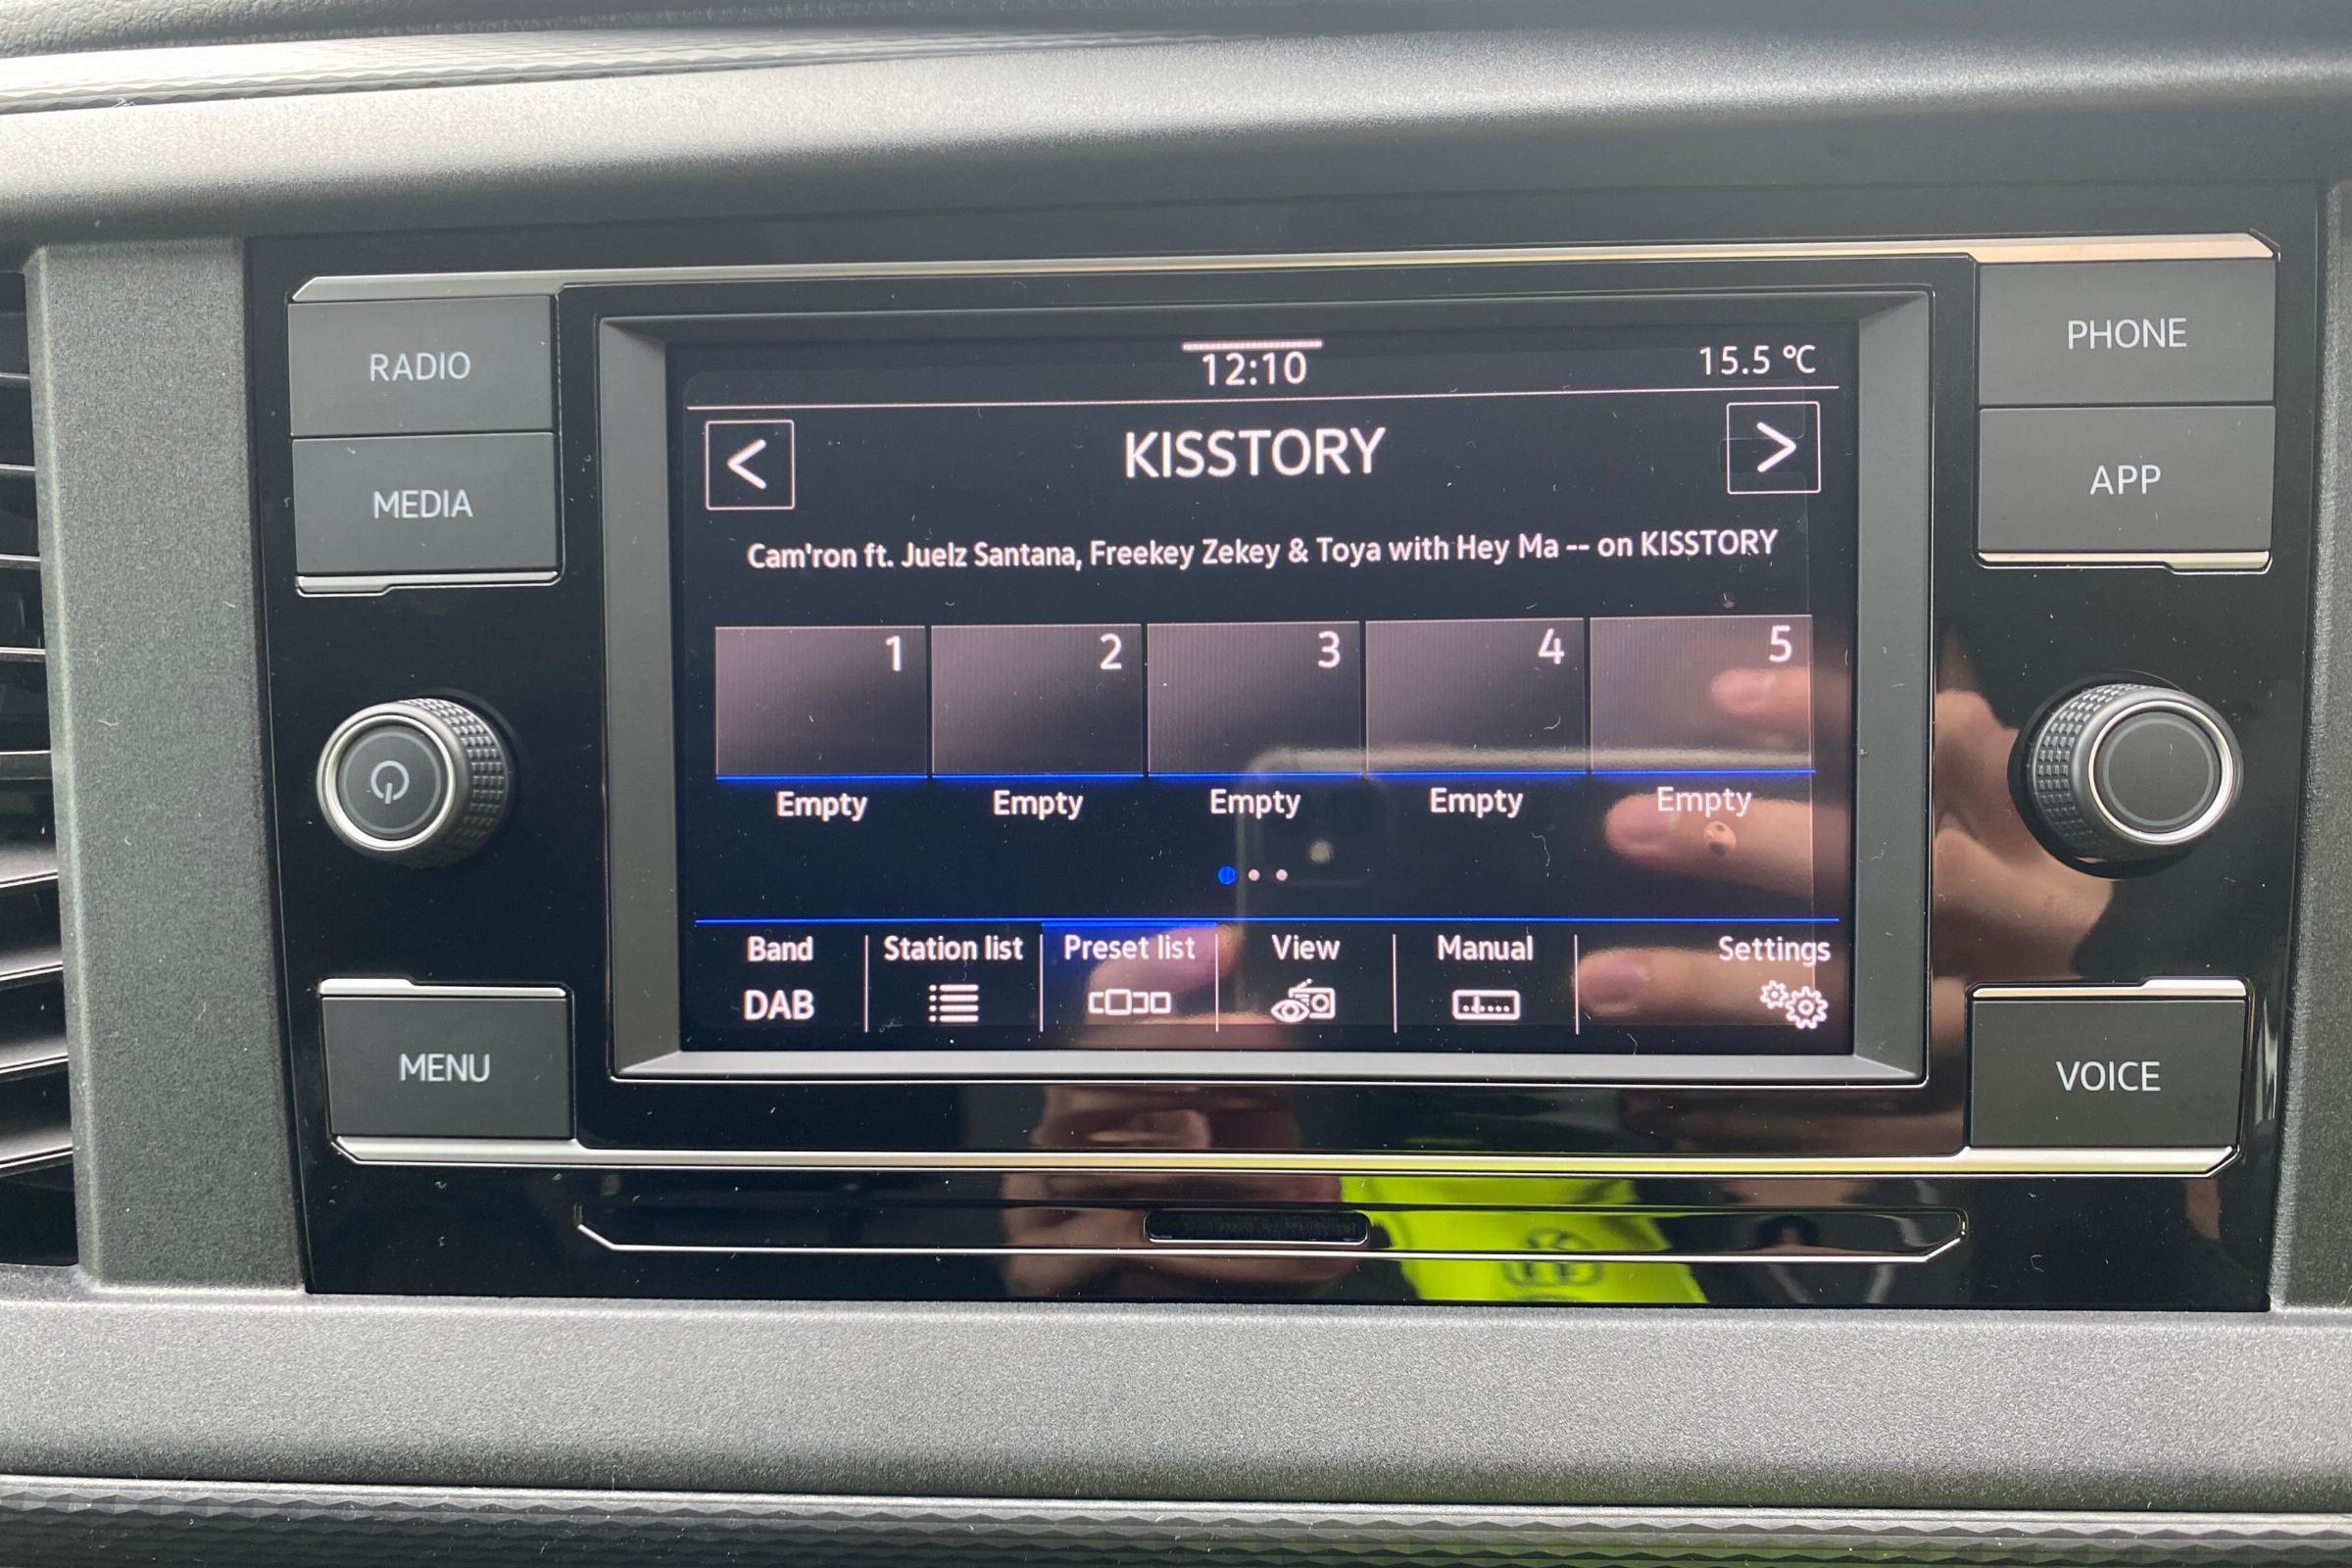 RADIO
MEDIA
MENU
12:10
15.5 °C
<
KISSTORY
>
Cam'ron ft. Juelz Santana, Freekey Zekey & Toya with Hey Ma -- on KISSTORY
1 2 3 4 5
Empty Empty Empty Empty Empty
Band Station list Preset list View Manual Settings
DAB
PHONE
APP
VOICE